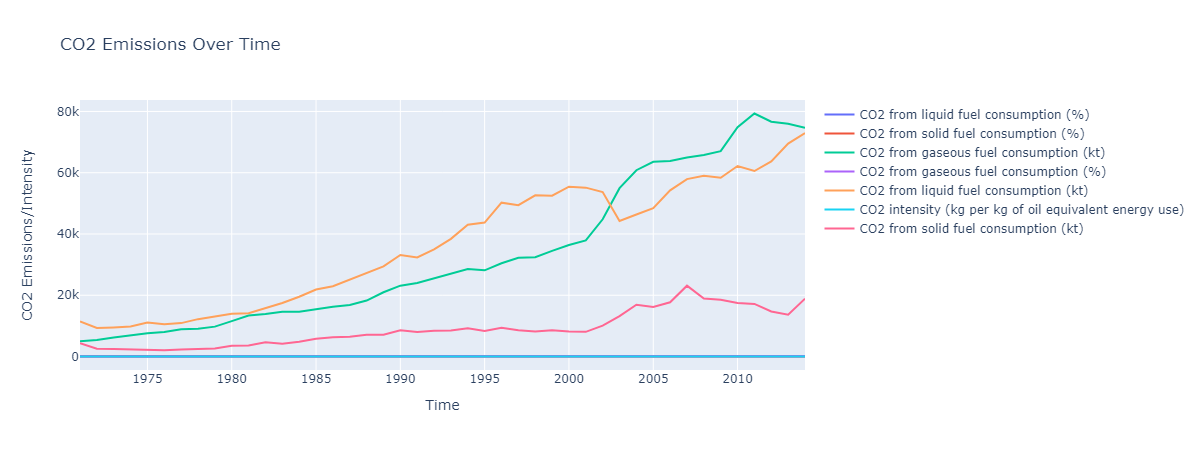 CO2 Emissions Over Time
CO2 Emissions/Intensity
80k
60k
40k
20k
0
1975
1980
1985
1990
1995
2000
2005
2010
Time
CO2 from liquid fuel consumption (%)
CO2 from solid fuel consumption (%)
CO2 from gaseous fuel consumption (kt)
CO2 from gaseous fuel consumption (%)
CO2 from liquid fuel consumption (kt)
CO2 intensity (kg per kg of oil equivalent energy use)
CO2 from solid fuel consumption (kt)